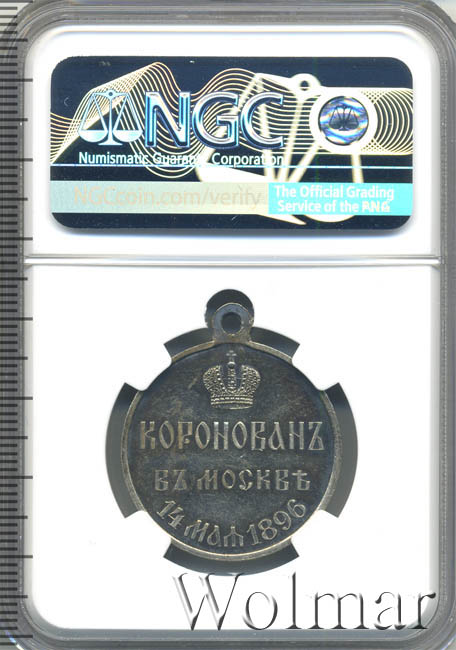 NGC
Numismatic Guaranty Corporation
NGCcoin.com/verify
The Official Grading
Service of the PNG
КОРОНОВАНЪ
ВЪ МОСКВѢ
14 МАѦ 1896
Wolmar